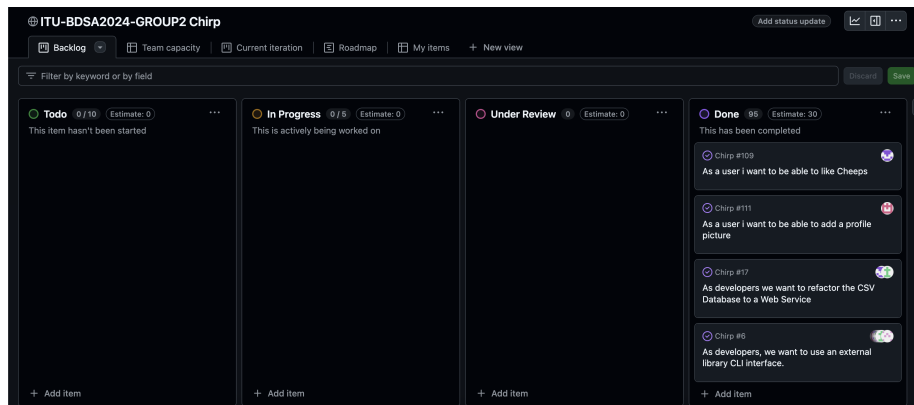 ITU-BDSA2024-GROUP2 Chirp
Add status update
Backlog
Team capacity
Current iteration
Roadmap
My items
+ New view
Filter by keyword or by field
Discard
Save
Todo 0 / 10 Estimate: 0
This item hasn't been started
+ Add item
In Progress 0 / 5 Estimate: 0
This is actively being worked on
+ Add item
Under Review 0 Estimate: 0
+ Add item
Done 95 Estimate: 30
This has been completed
Chirp #109
As a user i want to be able to like Cheeps
Chirp #111
As a user i want to be able to add a profile
picture
Chirp #17
As developers we want to refactor the CSV
Database to a Web Service
Chirp #6
As developers, we want to use an external
library CLI interface.
+ Add item